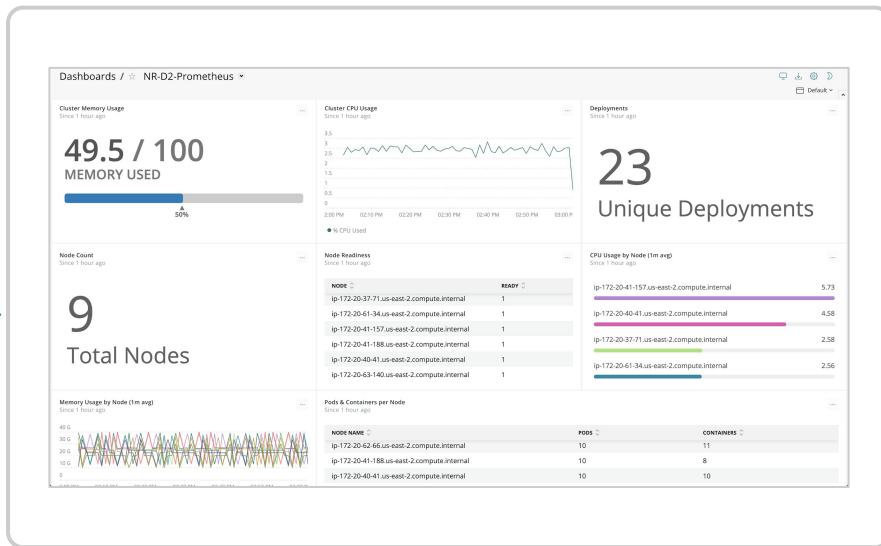 Dashboards / ☆ NR-D2-Prometheus
Default
Cluster Memory Usage
Since 1 hour ago
49.5 / 100
MEMORY USED
50%
Cluster CPU Usage
Since 1 hour ago
3.5
3
2.5
2
1.5
1
0.5
0
2:00 PM 02:10 PM 02:20 PM 02:30 PM 02:40 PM 02:50 PM 03:00 P
% CPU Used
Deployments
Since 1 hour ago
23
Unique Deployments
Node Count
Since 1 hour ago
9
Total Nodes
Node Readiness
Since 1 hour ago
NODE READY
ip-172-20-37-71.us-east-2.compute.internal 1
ip-172-20-61-34.us-east-2.compute.internal 1
ip-172-20-41-157.us-east-2.compute.internal 1
ip-172-20-41-188.us-east-2.compute.internal 1
ip-172-20-40-41.us-east-2.compute.internal 1
ip-172-20-63-140.us-east-2.compute.internal 1
CPU Usage by Node (1m avg)
Since 1 hour ago
ip-172-20-41-157.us-east-2.compute.internal 5.73
ip-172-20-40-41.us-east-2.compute.internal 4.58
ip-172-20-37-71.us-east-2.compute.internal 2.58
ip-172-20-61-34.us-east-2.compute.internal 2.56
Memory Usage by Node (1m avg)
Since 1 hour ago
40 G
30 G
20 G
10 G
0
Pods & Containers per Node
Since 1 hour ago
NODE NAME PODS CONTAINERS
ip-172-20-62-66.us-east-2.compute.internal 10 11
ip-172-20-41-188.us-east-2.compute.internal 10 8
ip-172-20-40-41.us-east-2.compute.internal 10 10